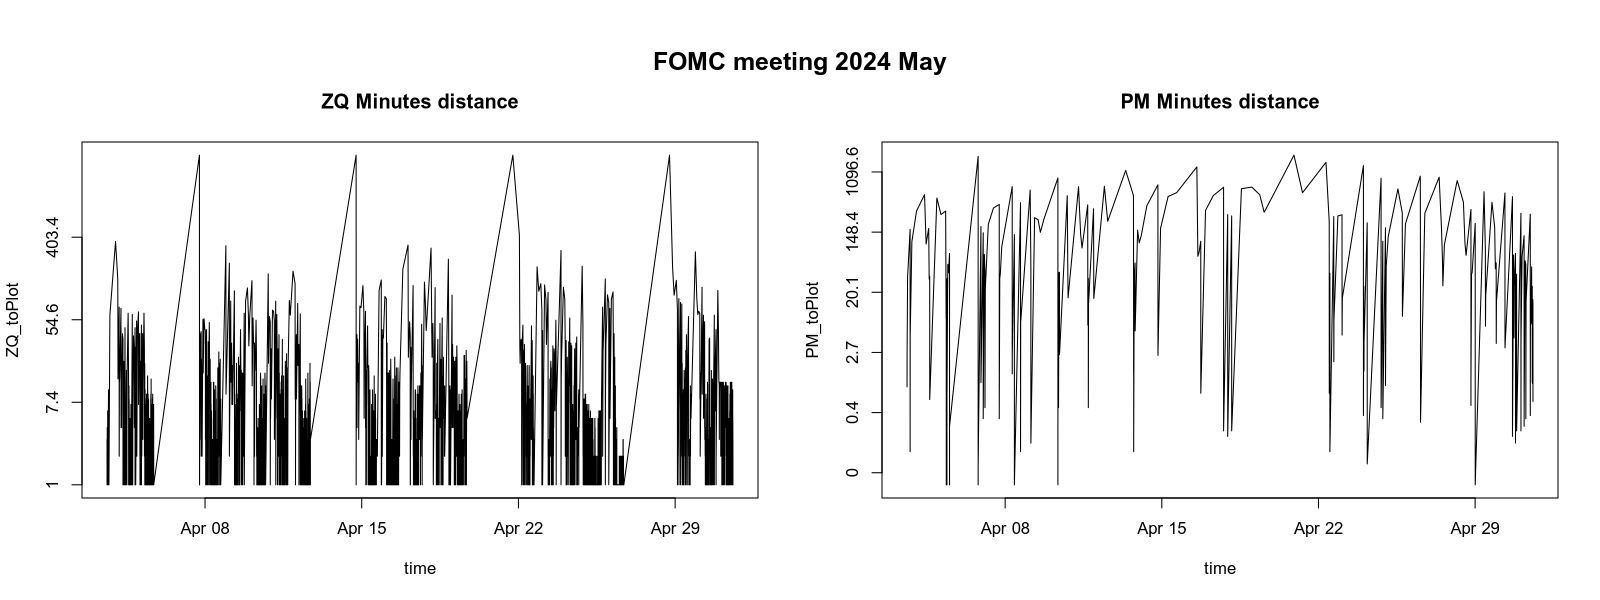 FOMC meeting 2024 May
ZQ Minutes distance
ZQ_toPlot
403.4
54.6
7.4
1
Apr 08 Apr 15 Apr 22 Apr 29
time
PM Minutes distance
PM_toPlot
1096.6
148.4
20.1
2.7
0.4
0
Apr 08 Apr 15 Apr 22 Apr 29
time